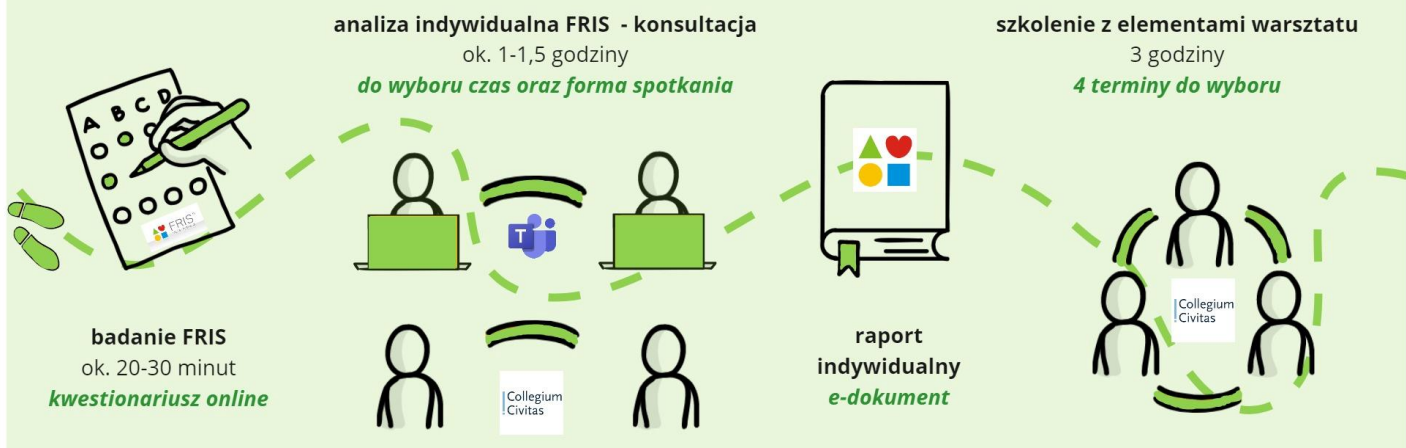 A B C D
FRIS®
badanie FRIS
ok. 20-30 minut
kwestionariusz online
analiza indywidualna FRIS - konsultacja
ok. 1-1,5 godziny
do wyboru czas oraz forma spotkania
T
Collegium
Civitas
raport
indywidualny
e-dokument
szkolenie z elementami warsztatu
3 godziny
4 terminy do wyboru
Collegium
Civitas